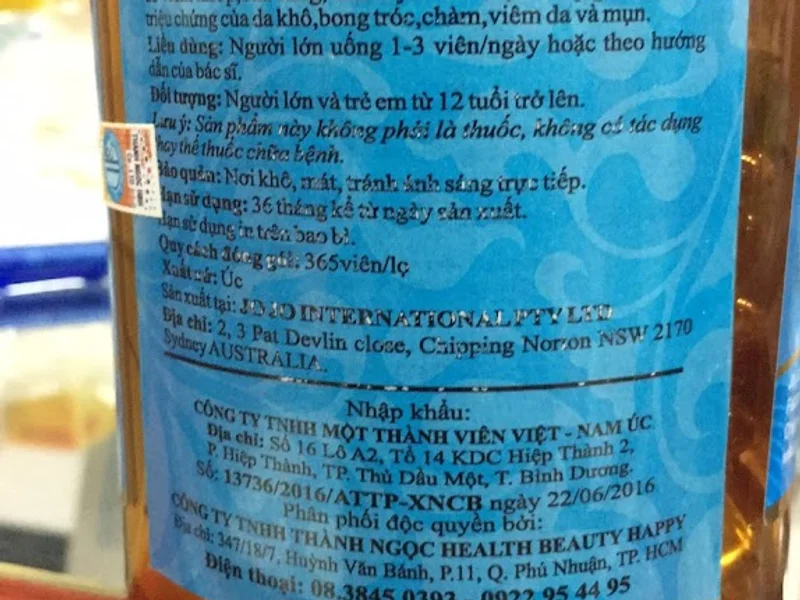 triệu chứng của da khô,bong tróc,chàm,viêm da và mụn.
Liều dùng: Người lớn uống 1-3 viên/ngày hoặc theo hướng
dẫn của bác sĩ.
Đối tượng: Người lớn và trẻ em từ 12 tuổi trở lên.
Lưu ý: Sản phẩm này không phải là thuốc, không có tác dụng
thay thế thuốc chữa bệnh.
Bảo quản: Nơi khô, mát, tránh ánh sáng trực tiếp.
Hạn sử dụng: 36 tháng kể từ ngày sản xuất.
Hạn sử dụng in trên bao bì.
Quy cách đóng gói: 365viên/lọ
Xuất xứ: Úc
Sản xuất tại: JO JO INTERNATIONAL PTY LTD
Địa chỉ: 2, 3 Pat Devlin close, Chipping Norton NSW 2170
Sydney AUSTRALIA.
Nhập khẩu:
CÔNG TY TNHH MỘT THÀNH VIÊN VIỆT - NAM ÚC
Địa chỉ: Số 16 Lô A2, Tổ 14 KDC Hiệp Thành 2,
P. Hiệp Thành, TP. Thủ Dầu Một, T. Bình Dương.
Số: 13736/2016/ATTP-XNCB ngày 22/06/2016
Phân phối độc quyền bởi:
CÔNG TY TNHH THÀNH NGỌC HEALTH BEAUTY HAPPY
Địa chỉ: 347/18/7, Huỳnh Văn Bánh, P.11, Q. Phú Nhuận, TP. HCM
Điện thoại: 08.3845 0393 - 0922 95 44 95